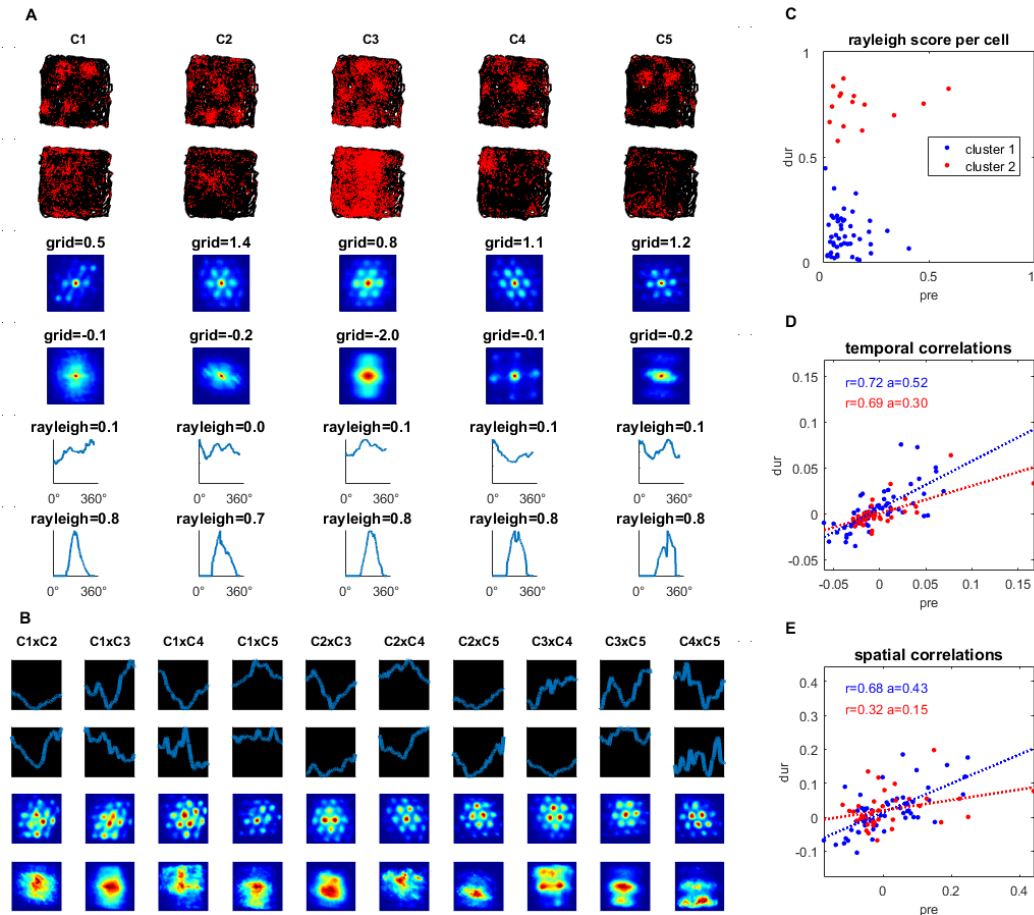 A
C1 C2 C3 C4 C5
grid=0.5 grid=1.4 grid=0.8 grid=1.1 grid=1.2
grid=-0.1 grid=-0.2 grid=-2.0 grid=-0.1 grid=-0.2
rayleigh=0.1 rayleigh=0.0 rayleigh=0.1 rayleigh=0.1 rayleigh=0.1
0° 360° 0° 360° 0° 360° 0° 360° 0° 360°
rayleigh=0.8 rayleigh=0.7 rayleigh=0.8 rayleigh=0.8 rayleigh=0.8
0° 360° 0° 360° 0° 360° 0° 360° 0° 360°
B
C1xC2 C1xC3 C1xC4 C1xC5 C2xC3 C2xC4 C2xC5 C3xC4 C3xC5 C4xC5
C
rayleigh score per cell
1
dur
0.5
cluster 1
cluster 2
0
0 0.5 1
pre
D
temporal correlations
0.15
r=0.72 a=0.52
r=0.69 a=0.30
0.1
dur
0.05
0
-0.05
-0.05 0 0.05 0.1 0.15
pre
E
spatial correlations
0.4
r=0.68 a=0.43
r=0.32 a=0.15
0.3
0.2
dur
0.1
0
-0.1
0 0.2 0.4
pre